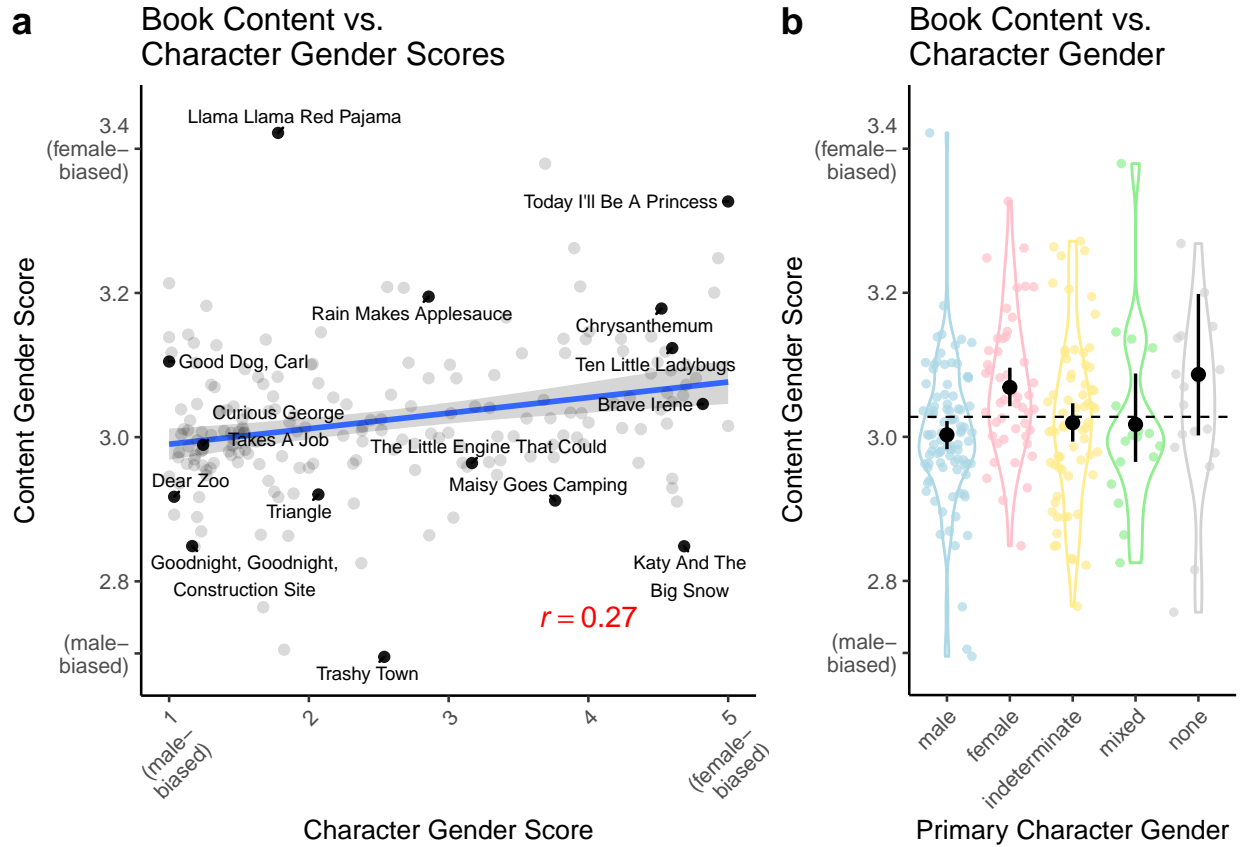 a
Book Content vs.
Character Gender Scores
Content Gender Score
3.4
(female–
biased)
3.2
3.0
2.8
(male–
biased)
Llama Llama Red Pajama
Today I'll Be A Princess
Rain Makes Applesauce
Chrysanthemum
Good Dog, Carl
Ten Little Ladybugs
Curious George
Takes A Job
Brave Irene
The Little Engine That Could
Dear Zoo
Maisy Goes Camping
Triangle
Goodnight, Goodnight,
Construction Site
Katy And The
Big Snow
r = 0.27
Trashy Town
1
(male–
biased)
2
3
4
5
(female–
biased)
Character Gender Score
b
Book Content vs.
Character Gender
Content Gender Score
3.4
(female–
biased)
3.2
3.0
2.8
(male–
biased)
male
female
indeterminate
mixed
none
Primary Character Gender